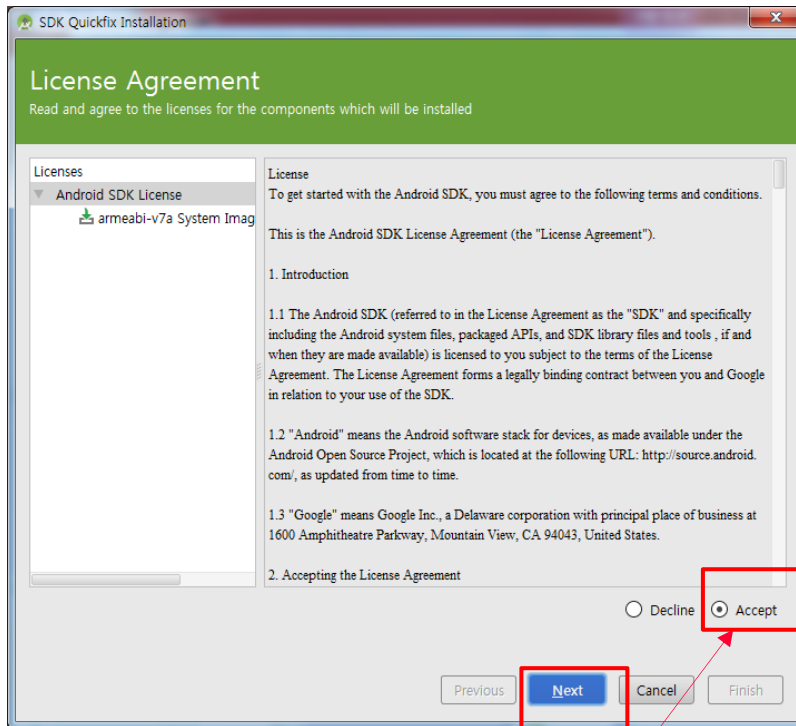 SDK Quickfix Installation
License Agreement
Read and agree to the licenses for the components which will be installed
Licenses
Android SDK License
armeabi-v7a System Imag
License
To get started with the Android SDK, you must agree to the following terms and conditions.
This is the Android SDK License Agreement (the "License Agreement").
1. Introduction
1.1 The Android SDK (referred to in the License Agreement as the "SDK" and specifically
including the Android system files, packaged APIs, and SDK library files and tools , if and
when they are made available) is licensed to you subject to the terms of the License
Agreement. The License Agreement forms a legally binding contract between you and Google
in relation to your use of the SDK.
1.2 "Android" means the Android software stack for devices, as made available under the
Android Open Source Project, which is located at the following URL: http://source.android.
com/, as updated from time to time.
1.3 "Google" means Google Inc., a Delaware corporation with principal place of business at
1600 Amphitheatre Parkway, Mountain View, CA 94043, United States.
2. Accepting the License Agreement
Decline Accept
Previous Next Cancel Finish